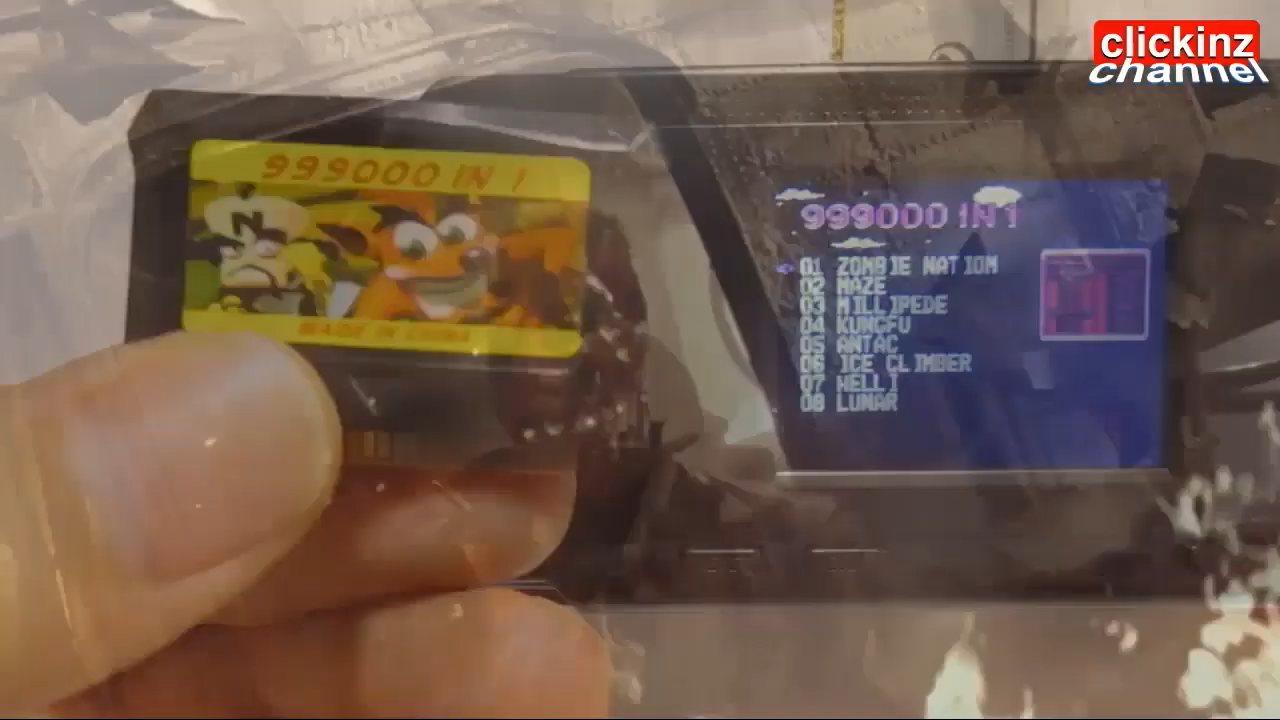 clickinz
channel
999000 IN 1
N
MADE IN CHINA
999000 IN 1
01 ZOMBIE NATION
02 MAZE
03 MILLIPEDE
04 KUNGFU
05 ANTAC
06 ICE CLIMBER
07 HELLI
08 LUNAR